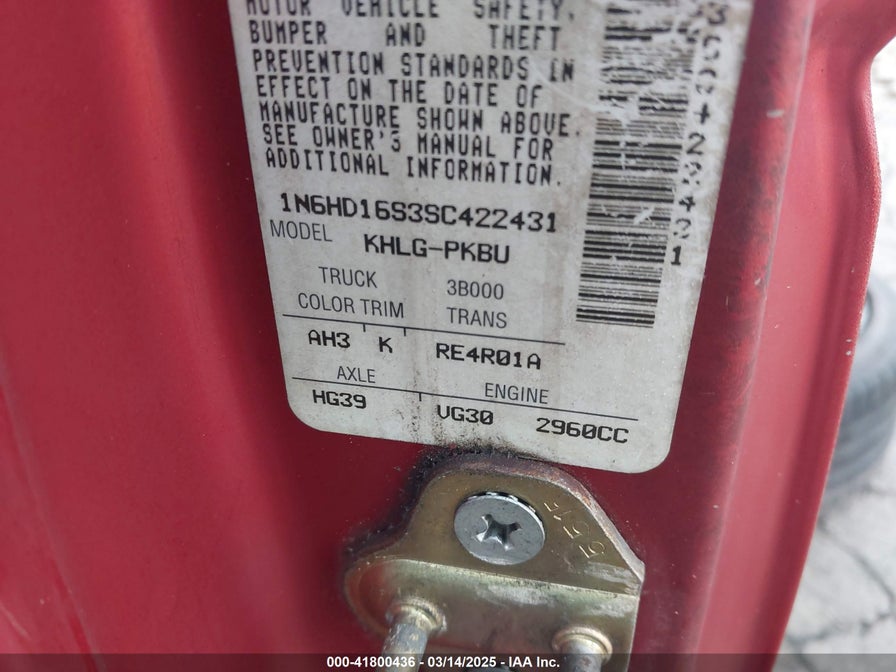 MOTOR VEHICLE SAFETY,
BUMPER AND THEFT
PREVENTION STANDARDS IN
EFFECT ON THE DATE OF
MANUFACTURE SHOWN ABOVE.
SEE OWNER'S MANUAL FOR
ADDITIONAL INFORMATION.
1N6HD16S3SC422431
MODEL KHLG-PKBU
TRUCK 3B000
COLOR TRIM TRANS
AH3 K RE4R01A
AXLE ENGINE
HG39 VG30 2960CC
551F
000-41800436 - 03/14/2025 - IAA Inc.